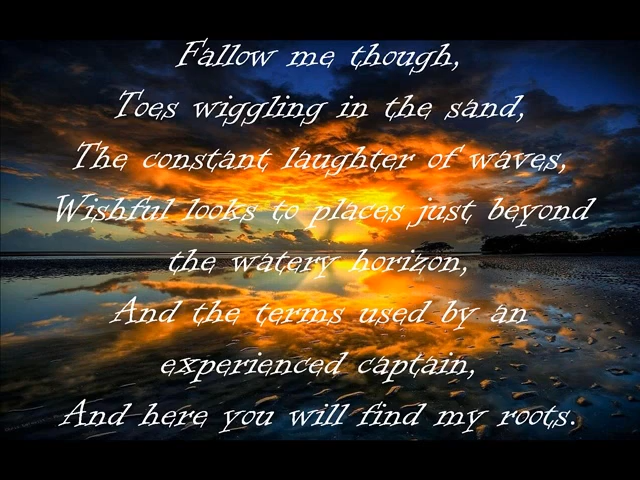 Fallow me though,
Toes wiggling in the sand,
The constant laughter of waves,
Wishful looks to places just beyond
the watery horizon,
And the terms used by an
experienced captain,
And here you will find my roots.